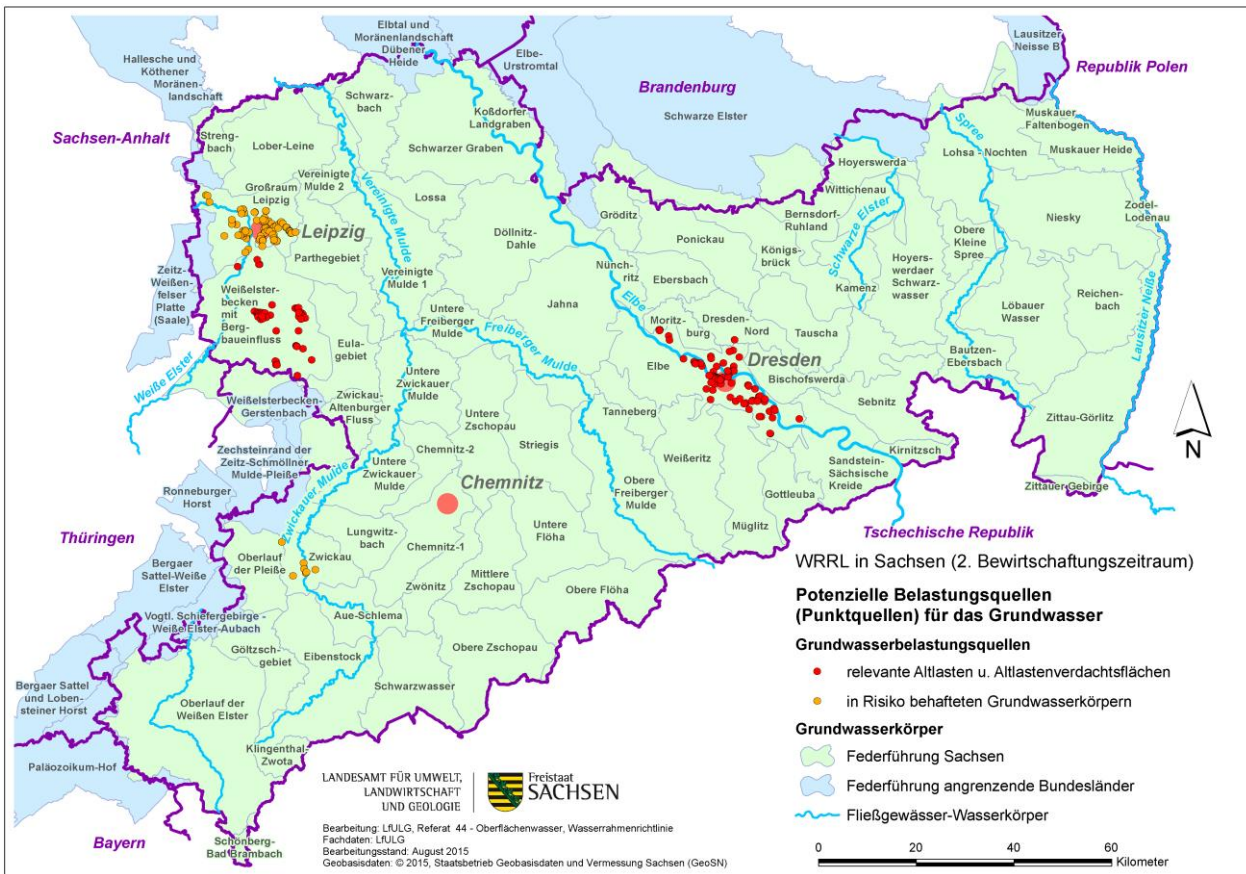 Elbtal und
Moränenlandschaft
Dübener
Heide
Elbe-
Urstromtal
Lausitzer
Neisse B
Hallesche und
Köthener
Moränen-
landschaft
Brandenburg
Republik Polen
Schwarze Elster
Sachsen-Anhalt
Schwarz-
bach
Koßdorfer
Landgraben
Spree
Muskauer
Faltenbogen
Streng-
bach
Lober-Leine
Schwarzer Graben
Hoyerswerda
Lohsa - Nochten
Muskauer Heide
Vereinigte
Mulde 2
Vereinigte Mulde
Großraum
Leipzig
Lossa
Wittichenau
Gröditz
Bernsdorf-
Ruhland
Schwarze Elster
Niesky
Zodel-
Lodenau
Leipzig
Döllnitz-
Dahle
Ponickau
Königs-
brück
Obere
Kleine
Spree
Parthegebiet
Vereinigte
Mulde 1
Nünch-
ritz
Ebersbach
Hoyers-
werdaer
Schwarz-
wasser
Zeitz-
Weißen-
felser
Platte
(Saale)
Weißelster-
becken
mit
Berg-
baueinfluss
Jahna
Elbe
Kamenz
Löbauer
Wasser
Reichen-
bach
Lausitzer Neiße
Untere
Freiberger
Mulde
Freiberger Mulde
Moritz-
burg
Dresden-
Nord
Tauscha
Eula-
gebiet
Elbe
Dresden
Bautzen-
Ebersbach
Weiße Elster
Bischofswerda
Untere
Zwickauer
Mulde
Weißelsterbecken-
Gerstenbach
Zwickau-
Altenburger
Fluss
Untere
Zschopau
Tanneberg
Sebnitz
Zittau-Görlitz
N
Zechsteinrand der
Zeitz-Schmöllner
Mulde-Pleiße
Chemnitz-2
Striegis
Weißeritz
Kirnitzsch
Untere
Zwickauer
Mulde
Obere
Freiberger
Mulde
Sandstein-
Sächsische
Kreide
Ronneburger
Horst
Zwickauer Mulde
Chemnitz
Gottleuba
Zittauer Gebirge
Thüringen
Lungwitz-
bach
Untere
Flöha
Müglitz
Tschechische Republik
Oberlauf
der Pleiße
Zwickau
Chemnitz-1
Bergaer
Sattel-Weiße
Elster
Zwönitz
Mittlere
Zschopau
Obere Flöha
Vogtl. Schiefergebirge -
Weiße Elster-Aubach
Aue-Schlema
Göltzsch-
gebiet
Eibenstock
Obere Zschopau
Bergaer Sattel
und Loben-
steiner Horst
Oberlauf der
Weißen Elster
Schwarzwasser
Klingenthal-
Zwota
Paläozoikum-Hof
Bayern
Schönberg-
Bad Brambach
WRRL in Sachsen (2. Bewirtschaftungszeitraum)
Potenzielle Belastungsquellen
(Punktquellen) für das Grundwasser
Grundwasserbelastungsquellen
relevante Altlasten u. Altlastenverdachtsflächen
in Risiko behafteten Grundwasserkörpern
Grundwasserkörper
Federführung Sachsen
Federführung angrenzende Bundesländer
Fließgewässer-Wasserkörper
0 20 40 60
Kilometer
LANDESAMT FÜR UMWELT,
LANDWIRTSCHAFT
UND GEOLOGIE
Freistaat
SACHSEN
Bearbeitung: LfULG, Referat 44 - Oberflächenwasser, Wasserrahmenrichtlinie
Fachdaten: LfULG
Bearbeitungsstand: August 2015
Geobasisdaten: © 2015, Staatsbetrieb Geobasisdaten und Vermessung Sachsen (GeoSN)